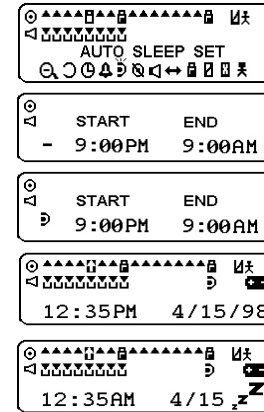 AUTO SLEEP SET
START END
- 9:00PM 9:00AM
START END
9:00PM 9:00AM
12:35PM 4/15/98
12:35AM 4/15 zzZ